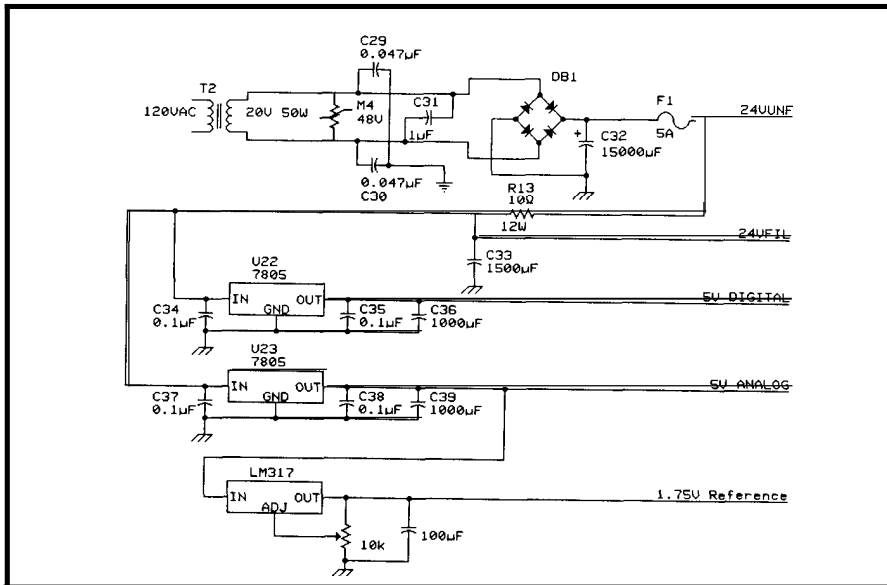 C29
0.047µF
DB1
T2
120VAC
20V 50W
M4
48V
C31
1µF
F1
5A
24VUNF
+
C32
15000µF
0.047µF
C30
R13
10Ω
12W
24VFIL
C33
1500µF
U22
7805
IN
OUT
GND
C34
0.1µF
C35
0.1µF
C36
1000µF
5V DIGITAL
U23
7805
IN
OUT
GND
C37
0.1µF
C38
0.1µF
C39
1000µF
5V ANALOG
LM317
IN
OUT
ADJ
10k
100µF
1.75V Reference